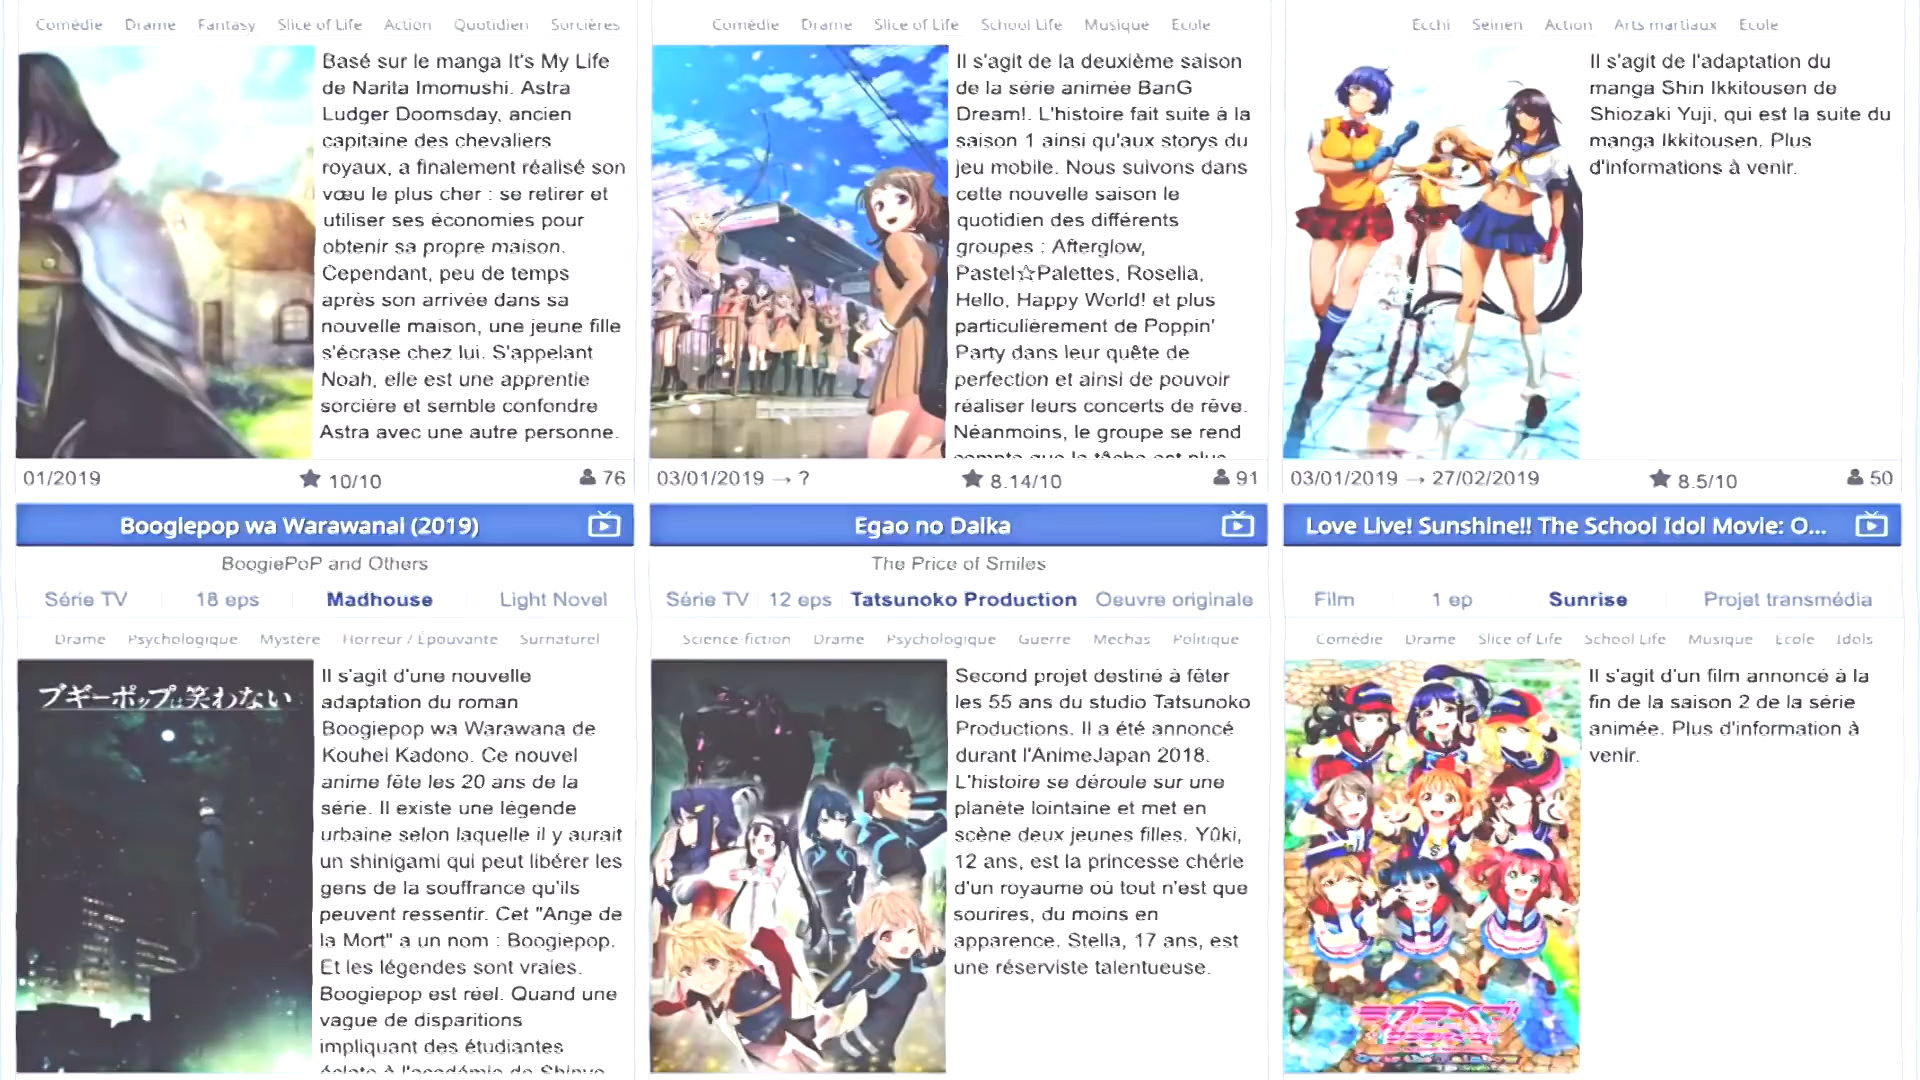 Comédie Drame Fantasy Slice of Life Action Quotidien Sorcières
Basé sur le manga It's My Life
de Narita Imomushi. Astra
Ludger Doomsday, ancien
capitaine des chevaliers
royaux, a finalement réalisé son
vœu le plus cher : se retirer et
utiliser ses économies pour
obtenir sa propre maison.
Cependant, peu de temps
après son arrivée dans sa
nouvelle maison, une jeune fille
s'écrase chez lui. S'appelant
Noah, elle est une apprentie
sorcière et semble confondre
Astra avec une autre personne.
01/2019 10/10 76
Comédie Drame Slice of Life School Life Musique Ecole
Il s'agit de la deuxième saison
de la série animée BanG
Dream!. L'histoire fait suite à la
saison 1 ainsi qu'aux storys du
jeu mobile. Nous suivons dans
cette nouvelle saison le
quotidien des différents
groupes : Afterglow,
Pastel☆Palettes, Roselia,
Hello, Happy World! et plus
particulièrement de Poppin'
Party dans leur quête de
perfection et ainsi de pouvoir
réaliser leurs concerts de rêve.
Néanmoins, le groupe se rend
compte que la tâche est plus
03/01/2019 → ? 8.14/10 91
Ecchi Seinen Action Arts martiaux Ecole
Il s'agit de l'adaptation du
manga Shin Ikkitousen de
Shiozaki Yuji, qui est la suite du
manga Ikkitousen. Plus
d'informations à venir.
03/01/2019 → 27/02/2019 8.5/10 50
Boogiepop wa Warawanai (2019)
BoogiePoP and Others
Série TV 18 eps Madhouse Light Novel
Drame Psychologique Mystère Horreur / Épouvante Surnaturel
ブギーポップは笑わない
Il s'agit d'une nouvelle
adaptation du roman
Boogiepop wa Warawana de
Kouhei Kadono. Ce nouvel
anime fête les 20 ans de la
série. Il existe une légende
urbaine selon laquelle il y aurait
un shinigami qui peut libérer les
gens de la souffrance qu'ils
peuvent ressentir. Cet "Ange de
la Mort" a un nom : Boogiepop.
Et les légendes sont vraies.
Boogiepop est réel. Quand une
vague de disparitions
impliquant des étudiantes
éclate à l'académie de Shinyo
Egao no Daika
The Price of Smiles
Série TV 12 eps Tatsunoko Production Oeuvre originale
Science-fiction Drame Psychologique Guerre Mechas Politique
Second projet destiné à fêter
les 55 ans du studio Tatsunoko
Productions. Il a été annoncé
durant l'AnimeJapan 2018.
L'histoire se déroule sur une
planète lointaine et met en
scène deux jeunes filles. Yûki,
12 ans, est la princesse chérie
d'un royaume où tout n'est que
sourires, du moins en
apparence. Stella, 17 ans, est
une réserviste talentueuse.
Love Live! Sunshine!! The School Idol Movie: O...
Film 1 ep Sunrise Projet transmédia
Comédie Drame Slice of Life School Life Musique Ecole Idols
Il s'agit d'un film annoncé à la
fin de la saison 2 de la série
animée. Plus d'information à
venir.
ラブライブ